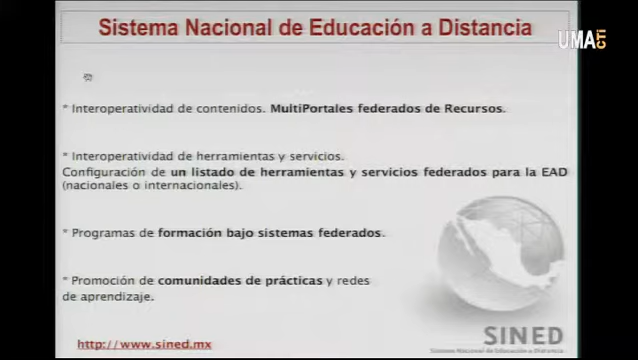 Sistema Nacional de Educación a Distancia
UMA CTI
* Interoperatividad de contenidos. MultiPortales federados de Recursos.
* Interoperatividad de herramientas y servicios.
Configuración de un listado de herramientas y servicios federados para la EAD
(nacionales o internacionales).
* Programas de formación bajo sistemas federados.
* Promoción de comunidades de prácticas y redes
de aprendizaje.
SINED
Sistema Nacional de Educación a Distancia
http://www.sined.mx